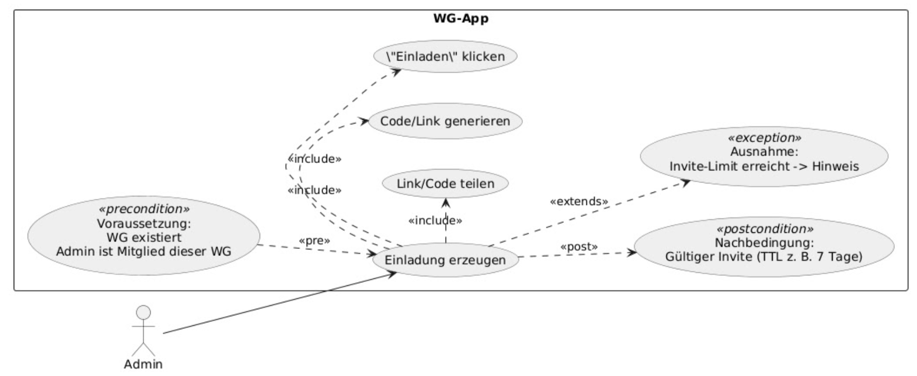 WG-App
\"Einladen\" klicken
Code/Link generieren
«include»
«include»
Link/Code teilen
«include»
«precondition»
Voraussetzung:
WG existiert
Admin ist Mitglied dieser WG
«pre»
Einladung erzeugen
«extends»
«exception»
Ausnahme:
Invite-Limit erreicht -> Hinweis
«post»
«postcondition»
Nachbedingung:
Gültiger Invite (TTL z. B. 7 Tage)
Admin